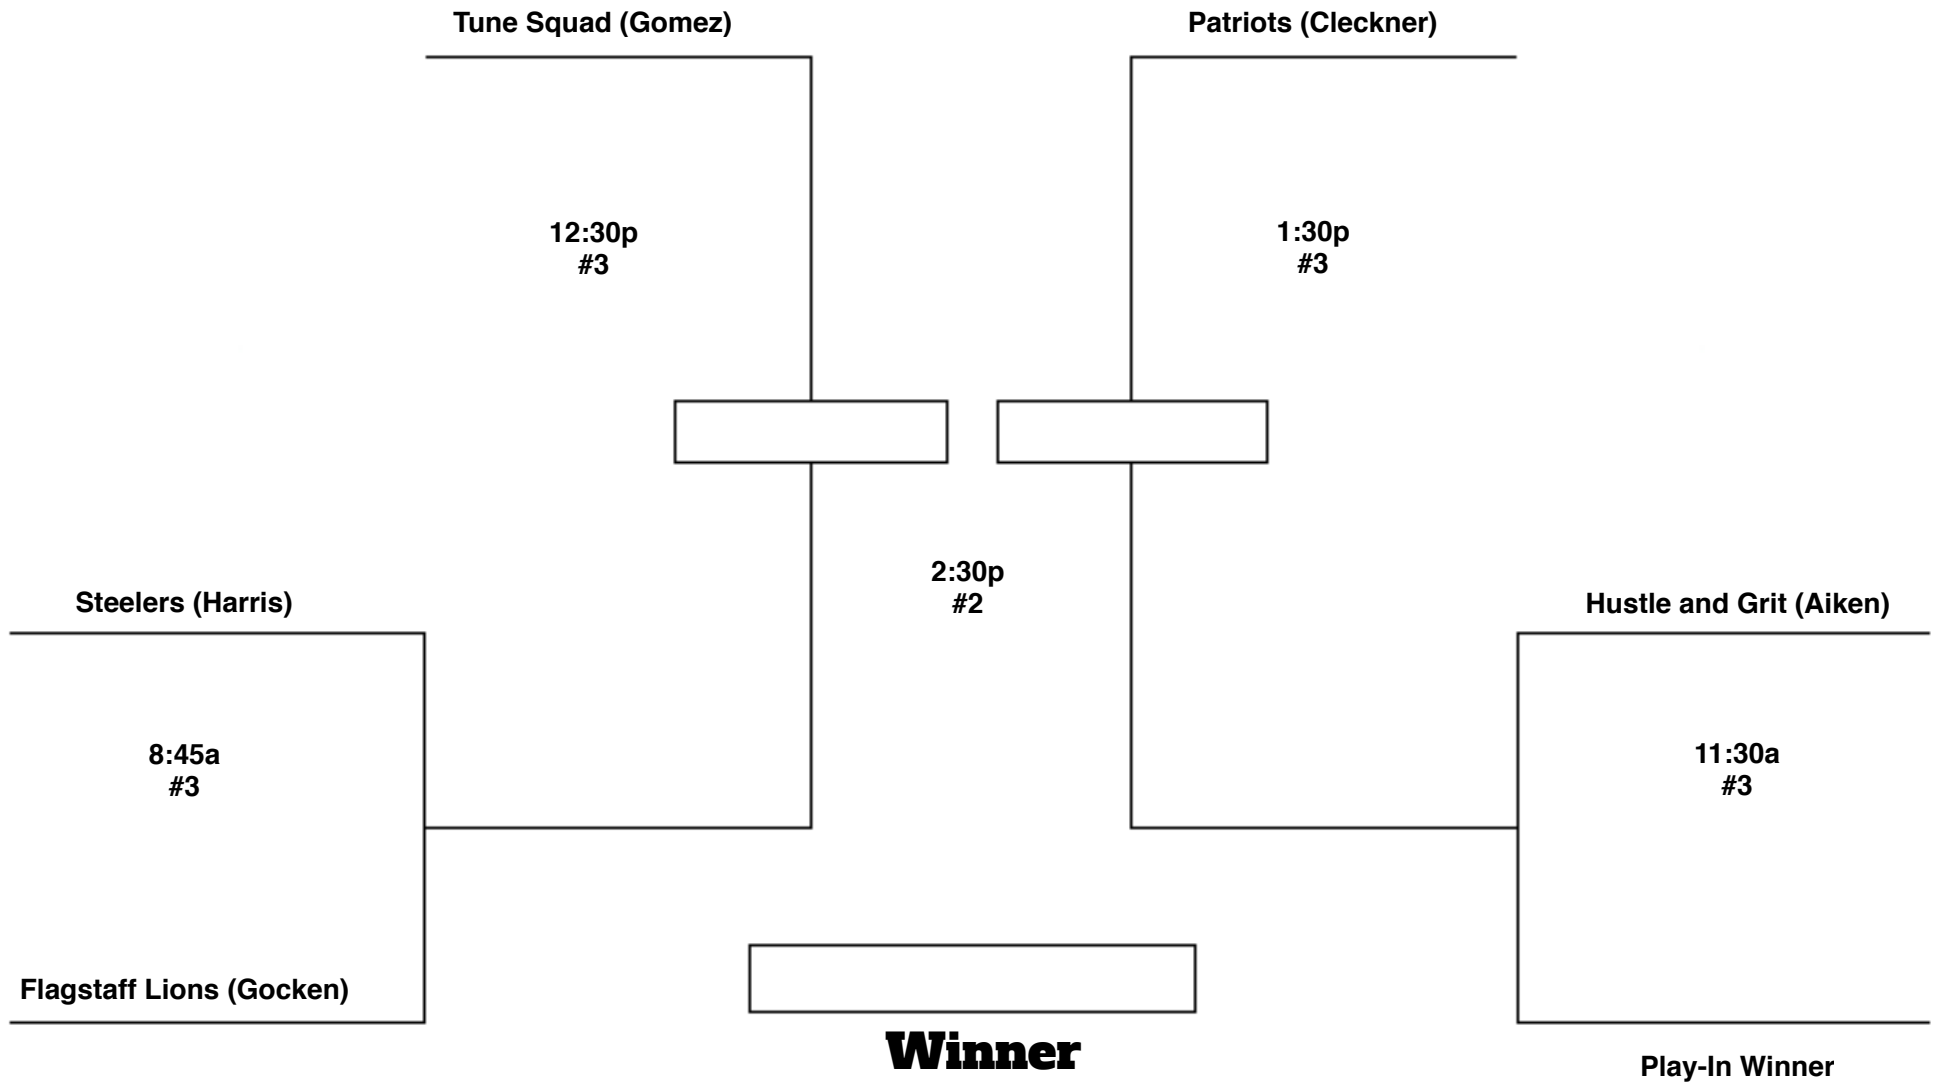 Tune Squad (Gomez)
Patriots (Cleckner)
12:30p
#3
1:30p
#3
2:30p
#2
Steelers (Harris)
Hustle and Grit (Aiken)
8:45a
#3
11:30a
#3
Flagstaff Lions (Gocken)
Winner
Play-In Winner